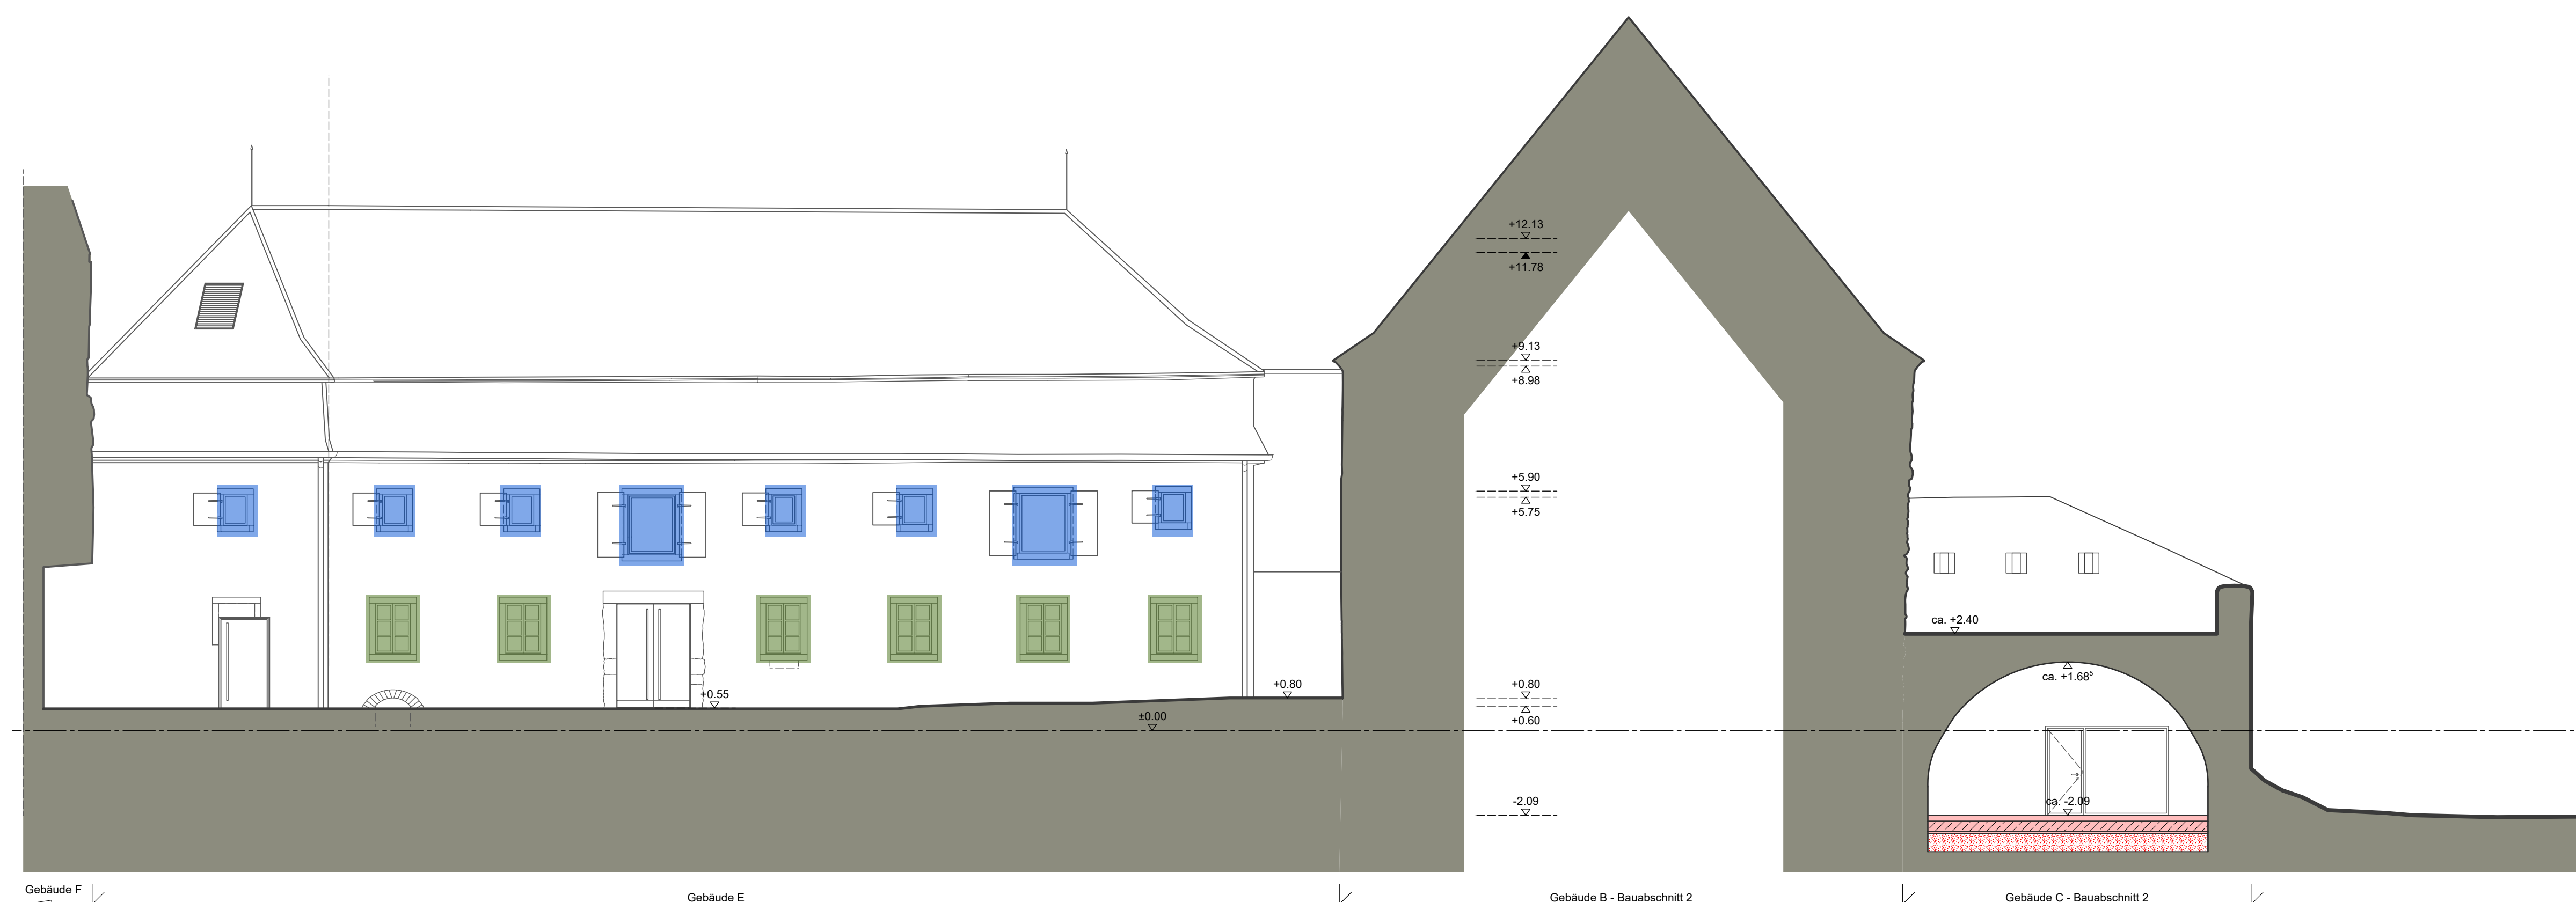 +12.13
+11.78
+9.13
+8.98
+5.90
+5.75
ca. +2.40
ca. +1.68⁵
+0.55
+0.80
+0.80
±0.00
+0.60
-2.09
ca. -2.09
Gebäude F
Gebäude E
Gebäude B - Bauabschnitt 2
Gebäude C - Bauabschnitt 2